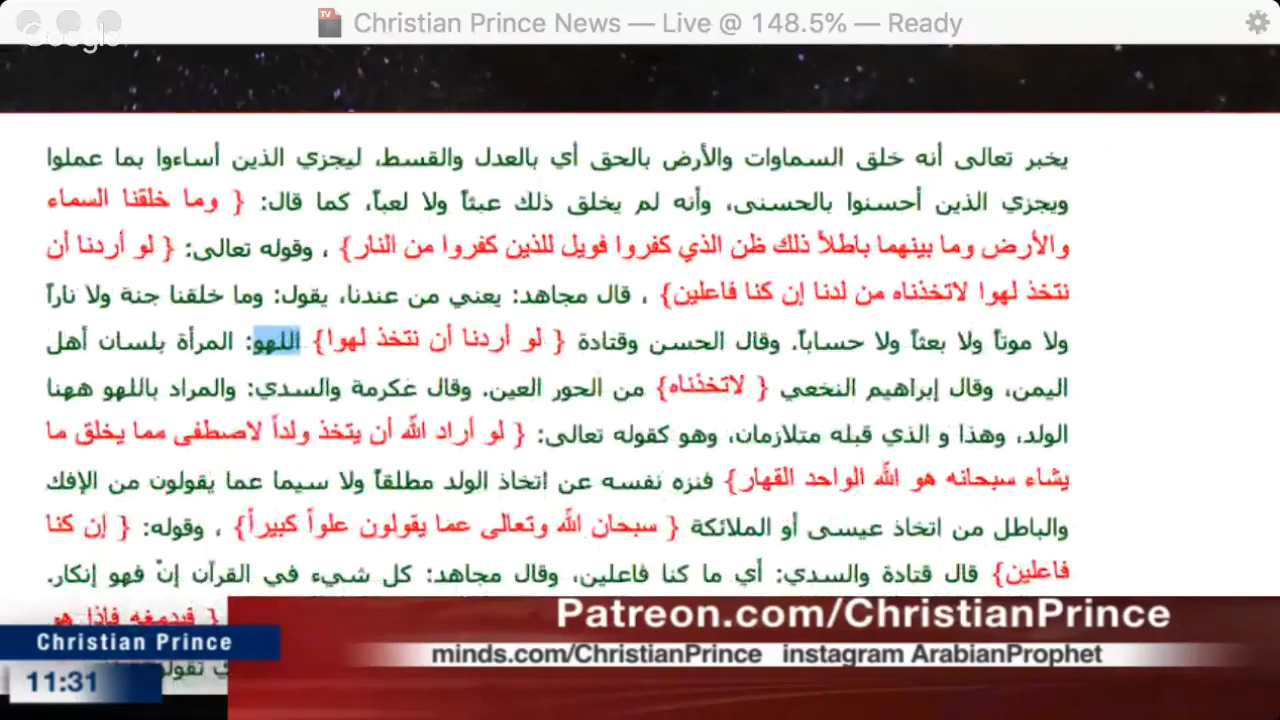 Christian Prince News — Live @ 148.5% — Ready
Google
يخبر تعالى أنه خلق السماوات والأرض بالحق أي بالعدل والقسط، ليجزي الذين أساءوا بما عملوا
ويجزي الذين أحسنوا بالحسنى، وأنه لم يخلق ذلك عبثاً ولا لعباً، كما قال: { وما خلقنا السماء
والأرض وما بينهما باطلاً ذلك ظن الذي كفروا فويل للذين كفروا من النار} ، وقوله تعالى: { لو أردنا أن
نتخذ لهوا لاتخذناه من لدنا إن كنا فاعلين} ، قال مجاهد: يعني من عندنا، يقول: وما خلقنا جنة ولا ناراً
ولا موتاً ولا بعثاً ولا حساباً. وقال الحسن وقتادة { لو أردنا أن نتخذ لهوا} اللهو: المرأة بلسان أهل
اليمن، وقال إبراهيم النخعي { لاتخذناه} من الحور العين. وقال عكرمة والسدي: والمراد باللهو ههنا
الولد، وهذا و الذي قبله متلازمان، وهو كقوله تعالى: { لو أراد الله أن يتخذ ولداً لاصطفى مما يخلق ما
يشاء سبحانه هو الله الواحد القهار} فنزه نفسه عن اتخاذ الولد مطلقاً ولا سيما عما يقولون من الإفك
والباطل من اتخاذ عيسى أو الملائكة { سبحان الله وتعالى عما يقولون علواً كبيراً} ، وقوله: { إن كنا
فاعلين} قال قتادة والسدي: أي ما كنا فاعلين، وقال مجاهد: كل شيء في القرآن إنْ فهو إنكار.
{ فيدمغه فإذا هو
Patreon.com/ChristianPrince
Christian Prince
minds.com/ChristianPrince instagram ArabianProphet
11:31